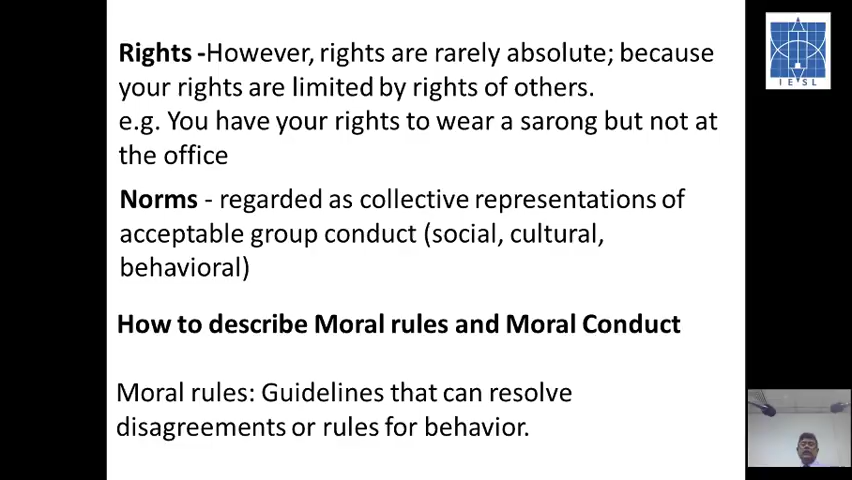 Rights -However, rights are rarely absolute; because
your rights are limited by rights of others.
e.g. You have your rights to wear a sarong but not at
the office
Norms - regarded as collective representations of
acceptable group conduct (social, cultural,
behavioral)
How to describe Moral rules and Moral Conduct
Moral rules: Guidelines that can resolve
disagreements or rules for behavior.
I E S L